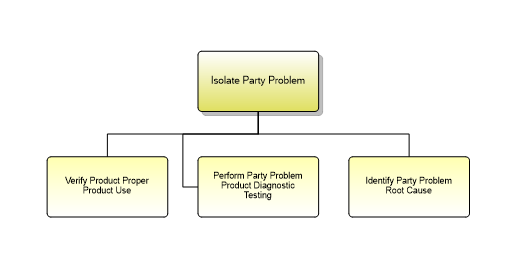 Isolate Party Problem
Verify Product Proper
Product Use
Perform Party Problem
Product Diagnostic
Testing
Identify Party Problem
Root Cause